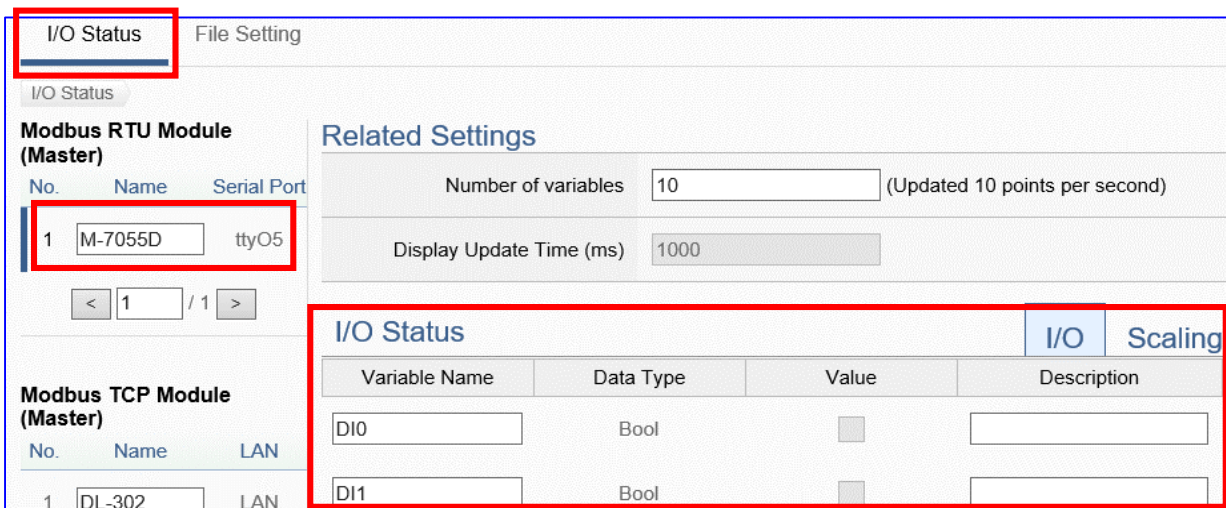 I/O Status File Setting
I/O Status
Modbus RTU Module
(Master)
No. Name Serial Port
1 M-7055D ttyO5
< 1 / 1 >
Modbus TCP Module
(Master)
No. Name LAN
1 DL-302 LAN
Related Settings
Number of variables 10 (Updated 10 points per second)
Display Update Time (ms) 1000
I/O Status I/O Scaling
Variable Name Data Type Value Description
DI0 Bool
DI1 Bool